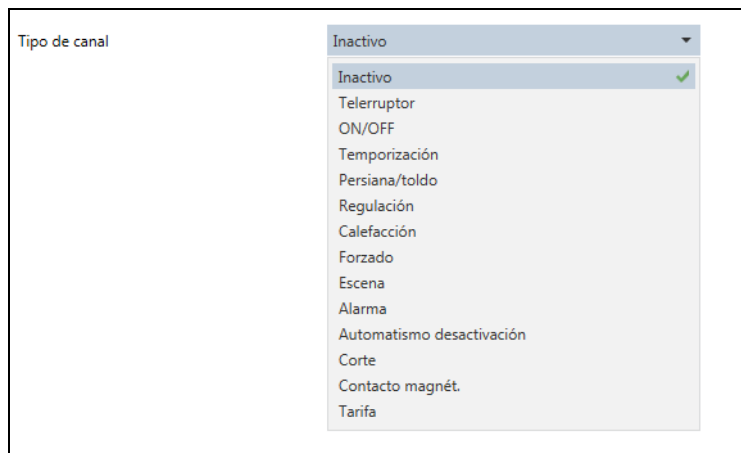 Tipo de canal
Inactivo
Inactivo
Telerruptor
ON/OFF
Temporización
Persiana/toldo
Regulación
Calefacción
Forzado
Escena
Alarma
Automatismo desactivación
Corte
Contacto magnét.
Tarifa